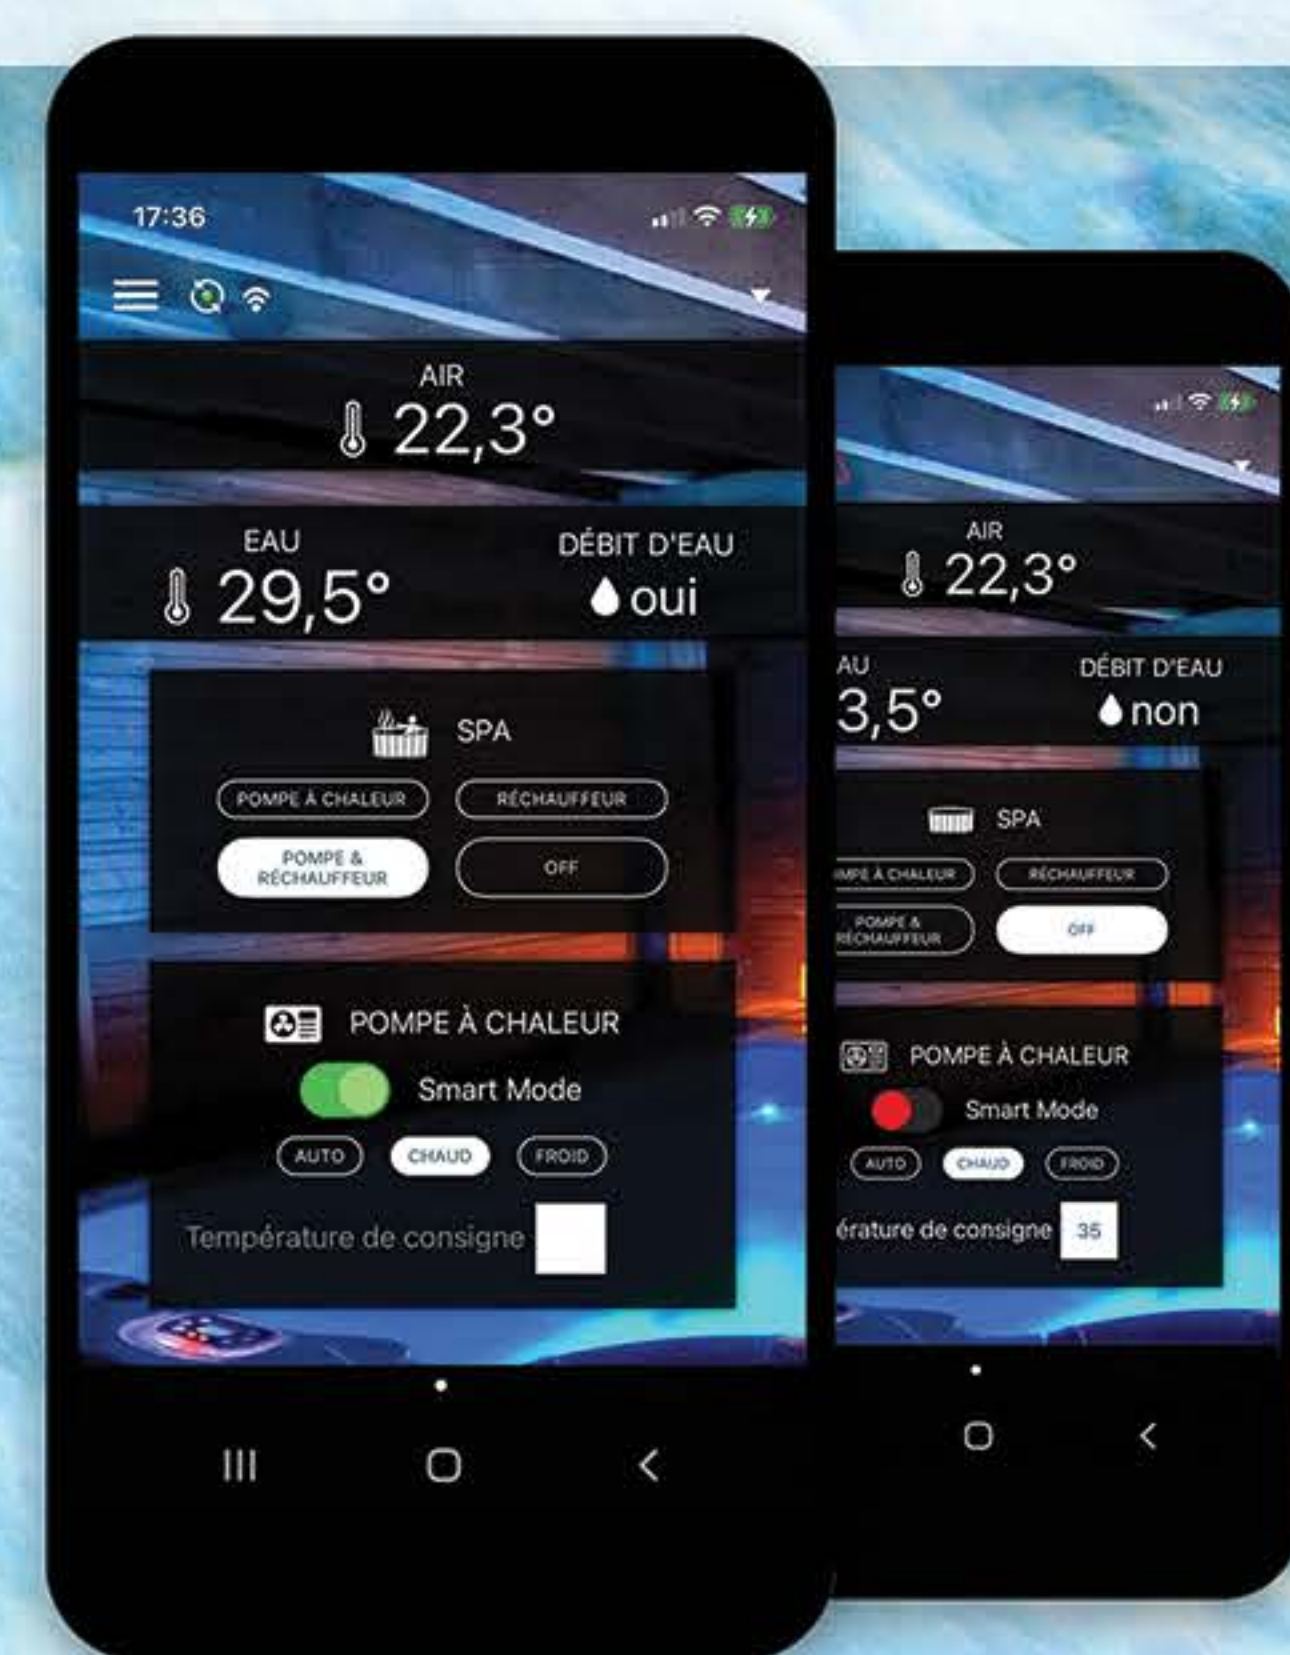 17:36
AIR
22,3°
EAU
29,5°
DÉBIT D'EAU
oui
SPA
POMPE À CHALEUR
RÉCHAUFFEUR
POMPE &
RÉCHAUFFEUR
OFF
POMPE À CHALEUR
Smart Mode
AUTO
CHAUD
FROID
Température de consigne
AIR
22,3°
AU
3,5°
DÉBIT D'EAU
non
SPA
MPE À CHALEUR
RÉCHAUFFEUR
POMPE &
RÉCHAUFFEUR
OFF
POMPE À CHALEUR
Smart Mode
AUTO
CHAUD
FROID
érature de consigne
35